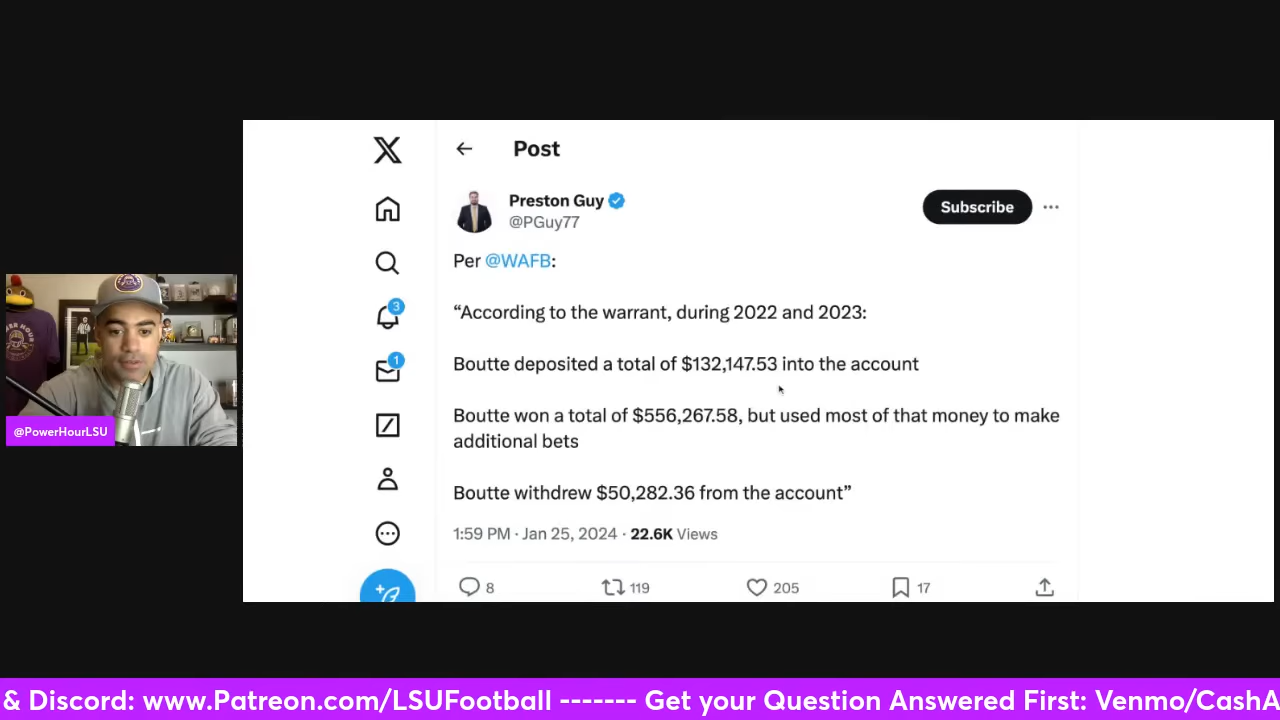 Post
Preston Guy
@PGuy77
Subscribe
Per @WAFB:
3
“According to the warrant, during 2022 and 2023:
1
Boutte deposited a total of $132,147.53 into the account
Boutte won a total of $556,267.58, but used most of that money to make
additional bets
@PowerHourLSU
Boutte withdrew $50,282.36 from the account”
1:59 PM · Jan 25, 2024 · 22.6K Views
8 119 205 17
& Discord: www.Patreon.com/LSUFootball ------- Get your Question Answered First: Venmo/CashA